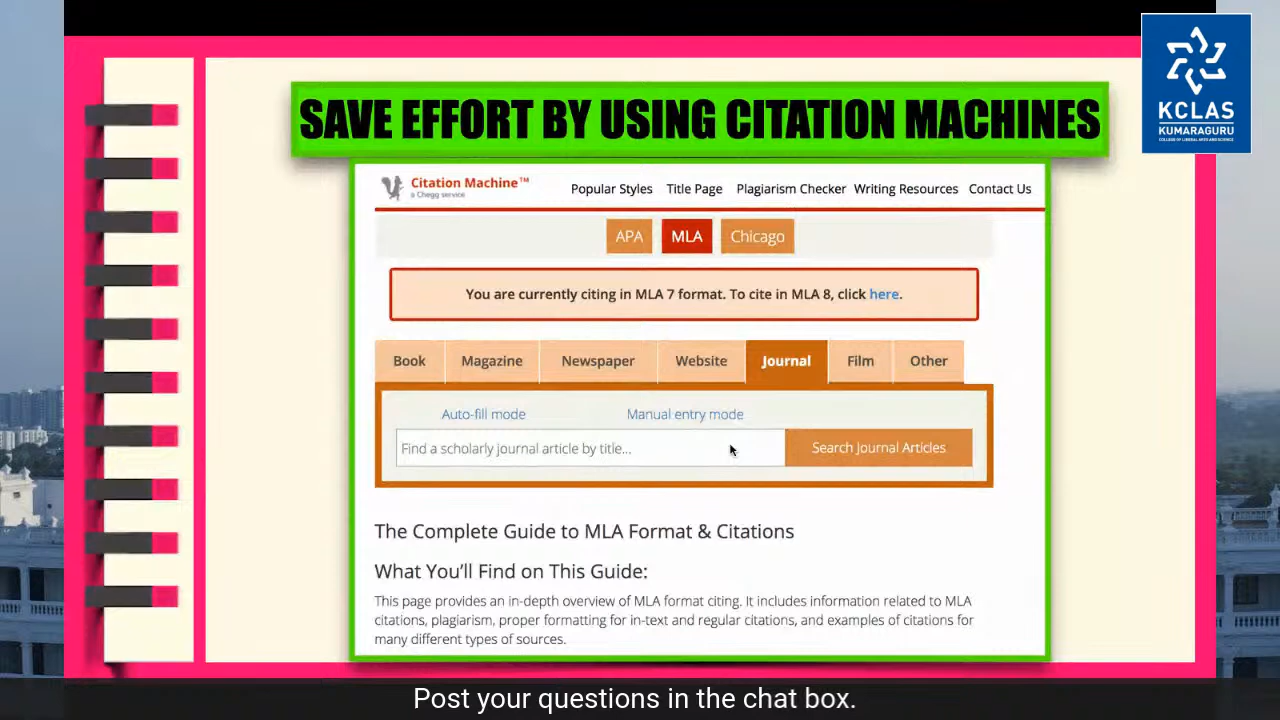 SAVE EFFORT BY USING CITATION MACHINES
KCLAS
KUMARAGURU
COLLEGE OF LIBERAL ARTS AND SCIENCE
Citation Machine™
a Chegg service
Popular Styles Title Page Plagiarism Checker Writing Resources Contact Us
APA MLA Chicago
You are currently citing in MLA 7 format. To cite in MLA 8, click here.
Book Magazine Newspaper Website Journal Film Other
Auto-fill mode Manual entry mode
Find a scholarly journal article by title... Search Journal Articles
The Complete Guide to MLA Format & Citations
What You'll Find on This Guide:
This page provides an in-depth overview of MLA format citing. It includes information related to MLA
citations, plagiarism, proper formatting for in-text and regular citations, and examples of citations for
many different types of sources.
Post your questions in the chat box.